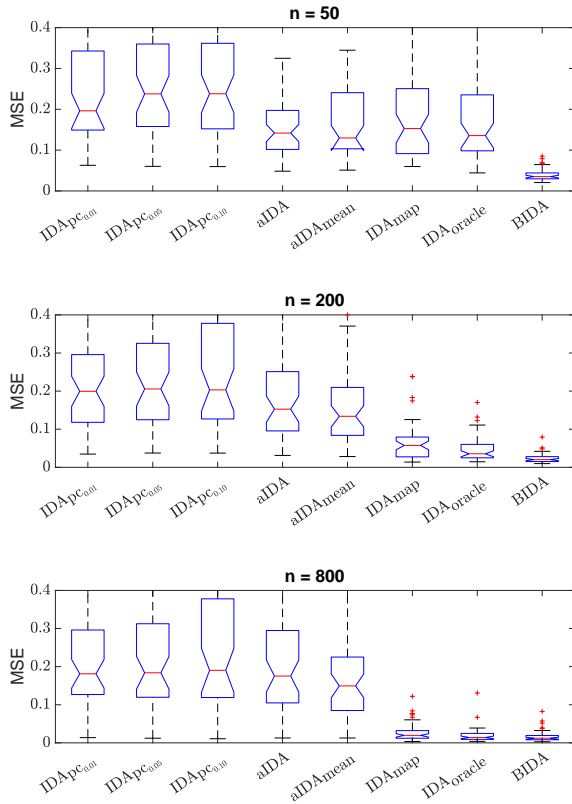 n = 50
0.4
0.3
0.2
0.1
0
MSE
IDApc0.01 IDApc0.05 IDApc0.10 aIDA aIDAmean IDAmap IDAoracle BIDA
n = 200
0.4
0.3
0.2
0.1
0
MSE
IDApc0.01 IDApc0.05 IDApc0.10 aIDA aIDAmean IDAmap IDAoracle BIDA
n = 800
0.4
0.3
0.2
0.1
0
MSE
IDApc0.01 IDApc0.05 IDApc0.10 aIDA aIDAmean IDAmap IDAoracle BIDA